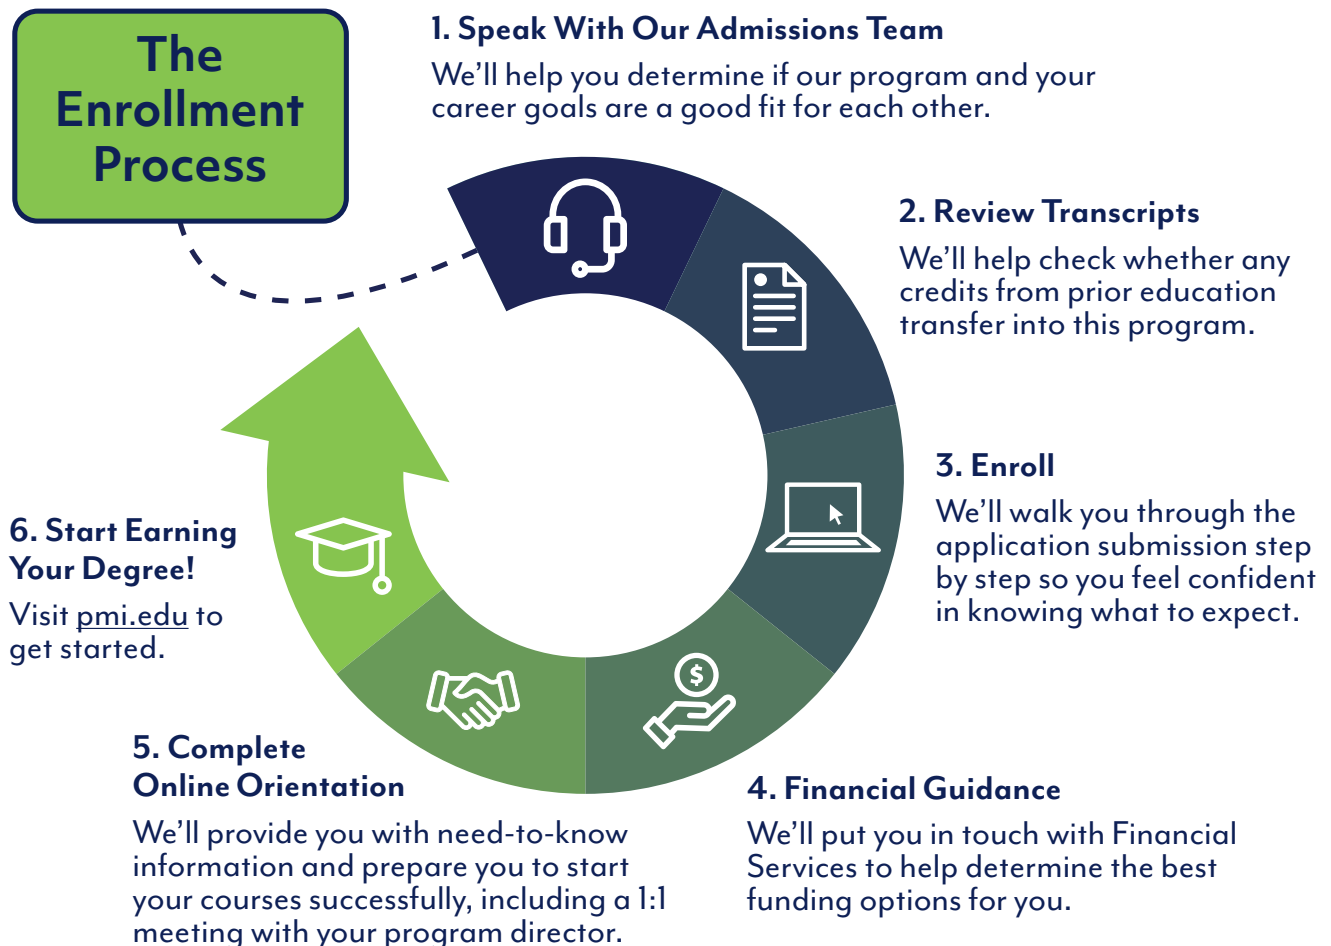 The
Enrollment
Process
1. Speak With Our Admissions Team
We’ll help you determine if our program and your
career goals are a good fit for each other.
2. Review Transcripts
We’ll help check whether any
credits from prior education
transfer into this program.
3. Enroll
We’ll walk you through the
application submission step
by step so you feel confident
in knowing what to expect.
$
4. Financial Guidance
We’ll put you in touch with Financial
Services to help determine the best
funding options for you.
5. Complete
Online Orientation
We’ll provide you with need-to-know
information and prepare you to start
your courses successfully, including a 1:1
meeting with your program director.
6. Start Earning
Your Degree!
Visit pmi.edu to
get started.